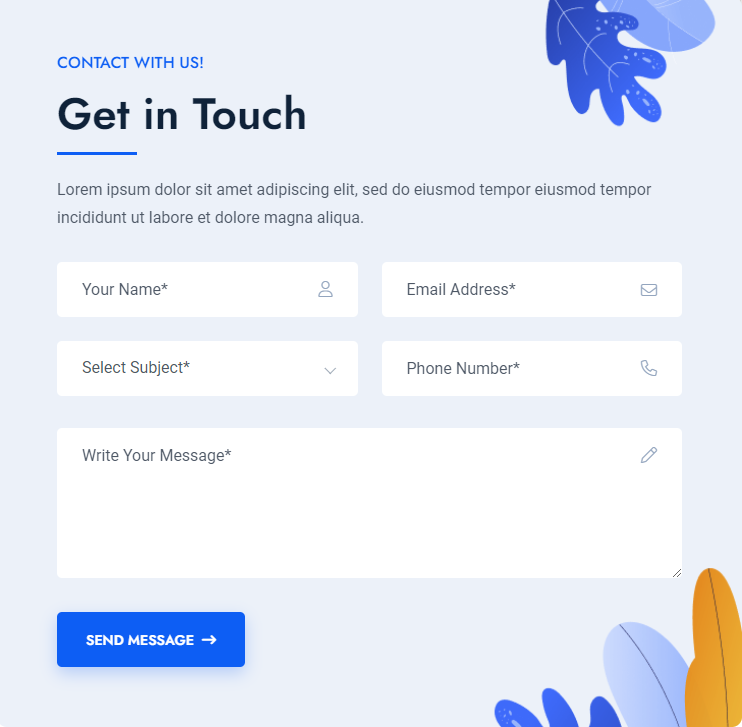 CONTACT WITH US!
Get in Touch
Lorem ipsum dolor sit amet adipiscing elit, sed do eiusmod tempor eiusmod tempor
incididunt ut labore et dolore magna aliqua.
Your Name*
Email Address*
Select Subject*
Phone Number*
Write Your Message*
SEND MESSAGE